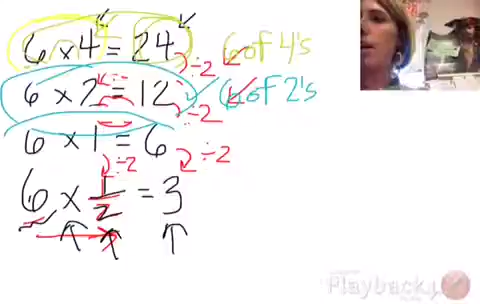 6 x 4 = 24 6 of 4's
÷2
6 x 2 = 12 6 of 2's
÷2
6 x 1 = 6
÷2 ÷2
6 x 1/2 = 3
Playback